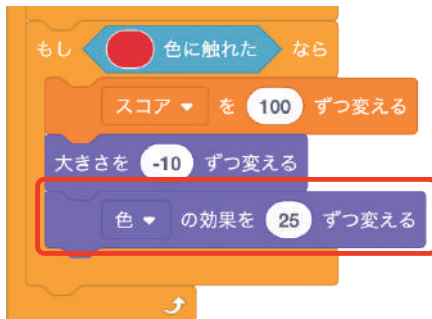 もし 色に触れた なら
スコア を 100 ずつ変える
大きさを -10 ずつ変える
色 の効果を 25 ずつ変える